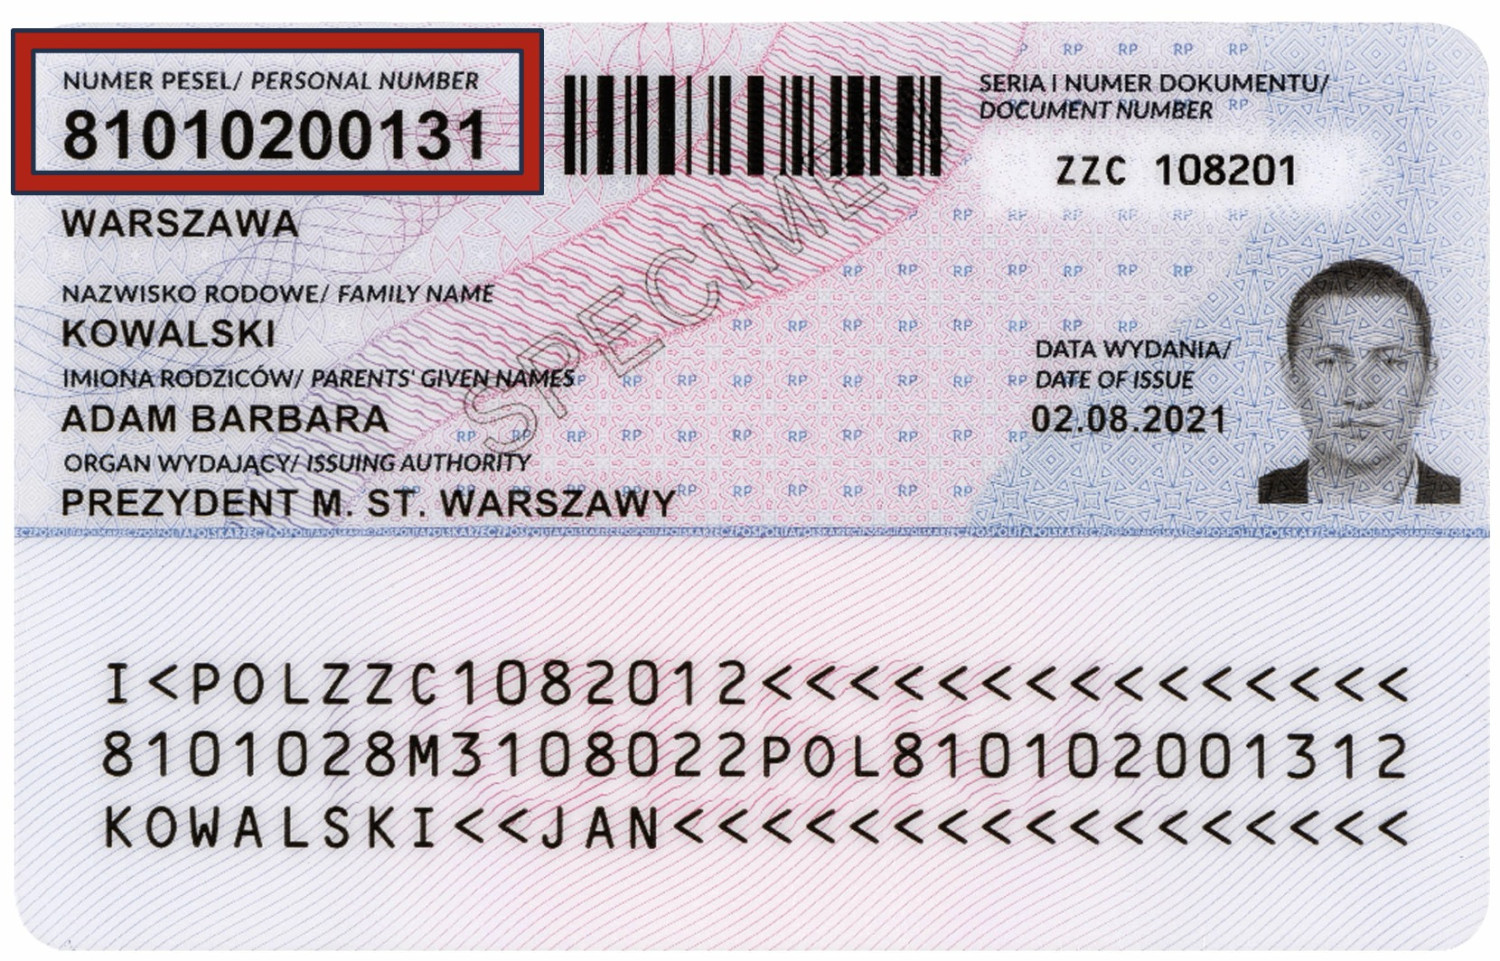 NUMER PESEL/ PERSONAL NUMBER
81010200131
WARSZAWA
NAZWISKO RODOWE/ FAMILY NAME
KOWALSKI
IMIONA RODZICÓW/ PARENTS' GIVEN NAMES
ADAM BARBARA
ORGAN WYDAJĄCY/ ISSUING AUTHORITY
PREZYDENT M. ST. WARSZAWY
SPECIMEN
SERIA I NUMER DOKUMENTU/
DOCUMENT NUMBER
ZZC 108201
DATA WYDANIA/
DATE OF ISSUE
02.08.2021
I<POLZZC1082012<<<<<<<<<<<<<<<
8101028M3108022POL810102001312
KOWALSKI<<JAN<<<<<<<<<<<<<<<<<